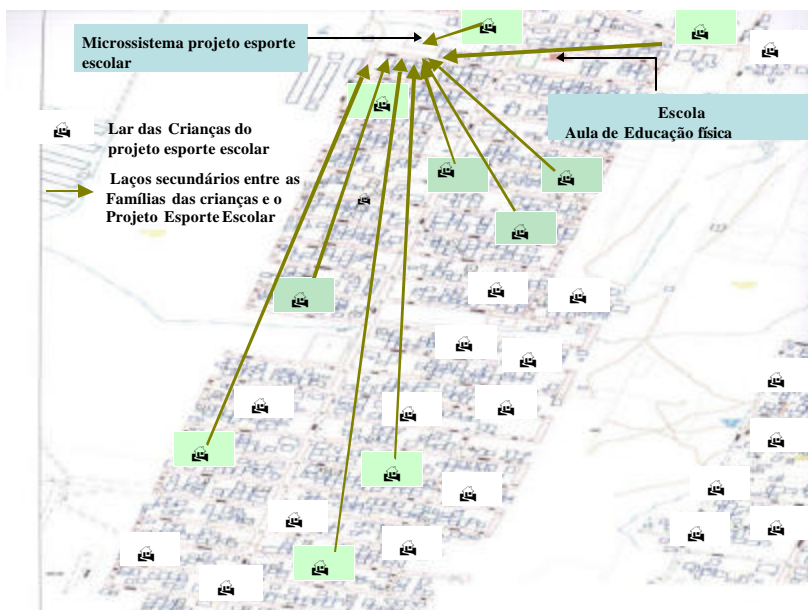 Microssistema projeto esporte
escolar
Escola
Aula de Educação física
Lar das Crianças do
projeto esporte escolar
Laços secundários entre as
Famílias das crianças e o
Projeto Esporte Escolar